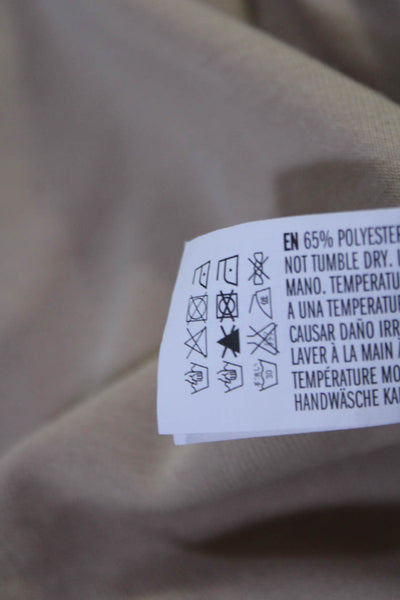 EN 65% POLYESTER
NOT TUMBLE DRY.
MANO. TEMPERATUR
A UNA TEMPERATURE
CAUSAR DAÑO IRR
LAVER À LA MAIN À
TEMPÉRATURE MO
HANDWÄSCHE KA